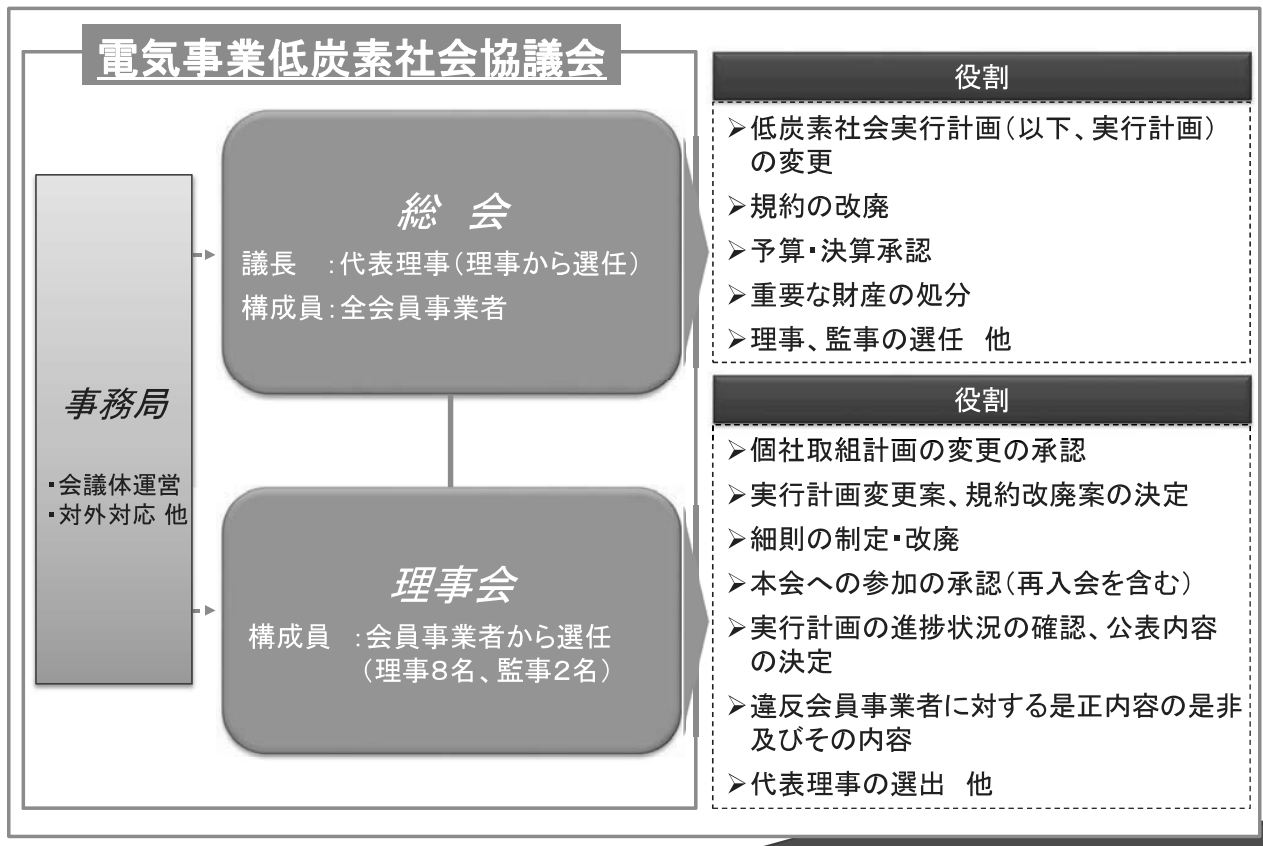 電気事業低炭素社会協議会
事務局
・会議体運営
・対外対応 他
総 会
議長 ：代表理事（理事から選任）
構成員：全会員事業者
役割
➢低炭素社会実行計画（以下、実行計画）
の変更
➢規約の改廃
➢予算・決算承認
➢重要な財産の処分
➢理事、監事の選任 他
理事会
構成員 ：会員事業者から選任
（理事８名、監事２名）
役割
➢個社取組計画の変更の承認
➢実行計画変更案、規約改廃案の決定
➢細則の制定・改廃
➢本会への参加の承認（再入会を含む）
➢実行計画の進捗状況の確認、公表内容
の決定
➢違反会員事業者に対する是正内容の是非
及びその内容
➢代表理事の選出 他